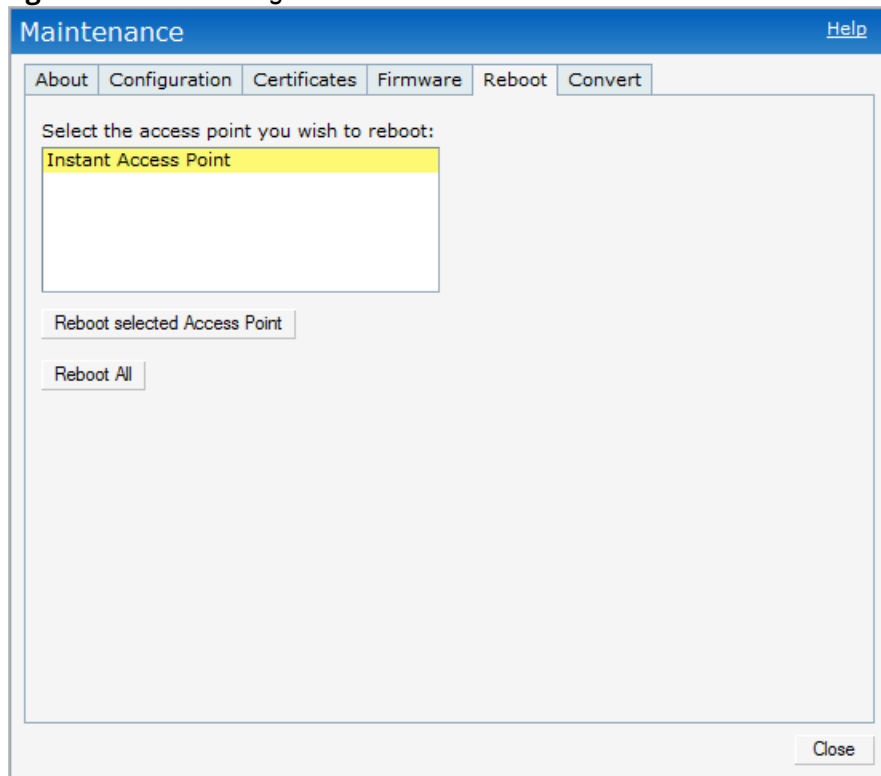 Maintenance Help
About Configuration Certificates Firmware Reboot Convert
Select the access point you wish to reboot:
Instant Access Point
Reboot selected Access Point
Reboot All
Close